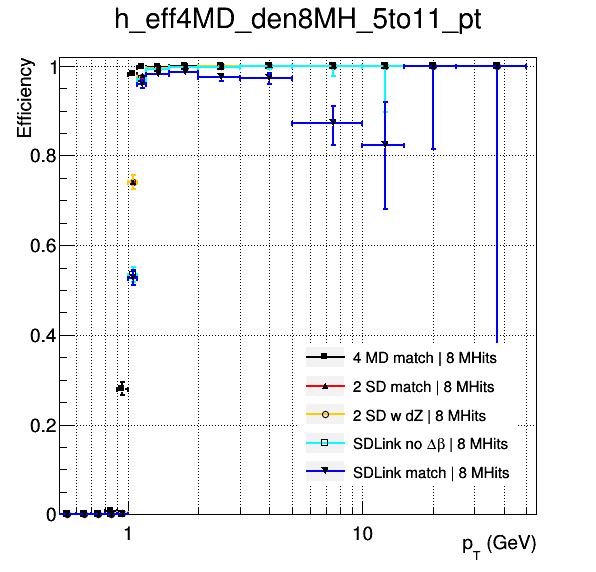 h_eff4MD_den8MH_5to11_pt
Efficiency
1
0.8
0.6
0.4
0.2
0
4 MD match | 8 MHits
2 SD match | 8 MHits
2 SD w dZ | 8 MHits
SDLink no Δβ | 8 MHits
SDLink match | 8 MHits
1
10
p_T (GeV)